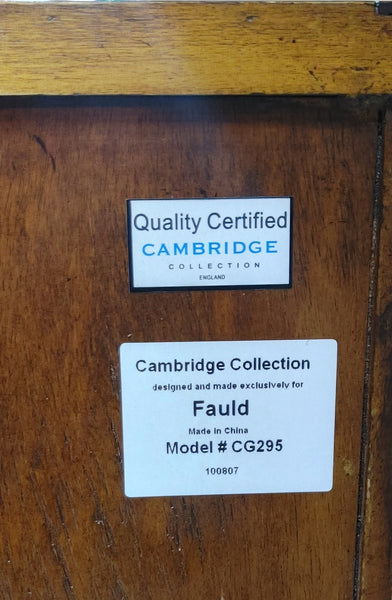 Quality Certified
CAMBRIDGE
COLLECTION
ENGLAND
Cambridge Collection
designed and made exclusively for
Fauld
Made in China
Model # CG295
100807